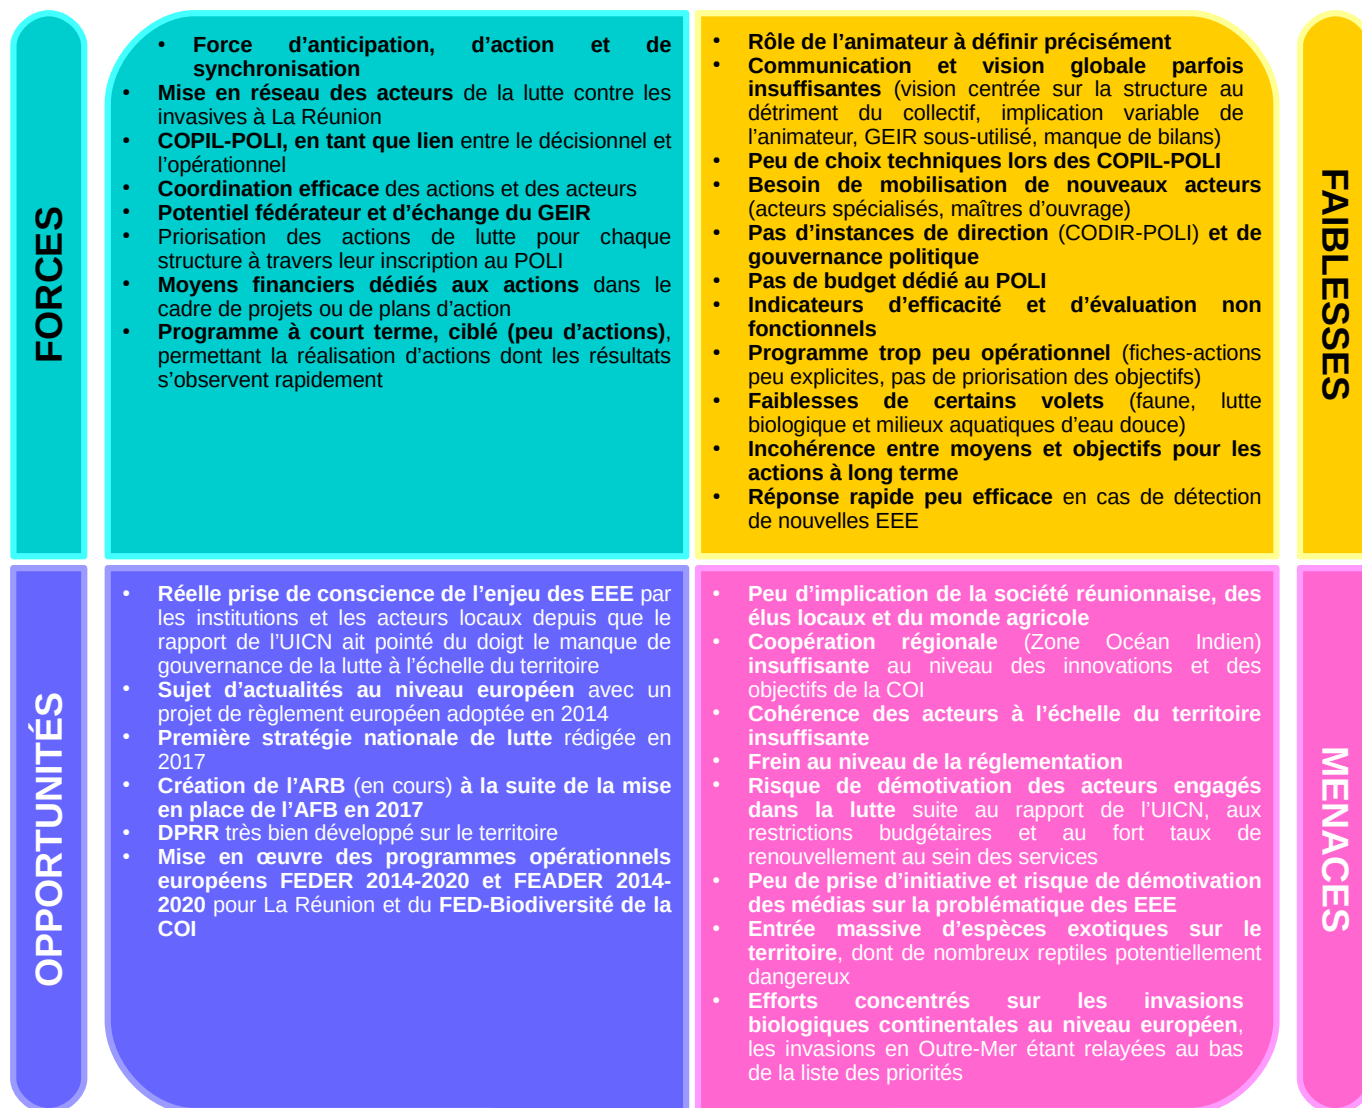 FORCES
• Force d’anticipation, d’action et de
synchronisation
• Mise en réseau des acteurs de la lutte contre les
invasives à La Réunion
• COPIL-POLI, en tant que lien entre le décisionnel et
l’opérationnel
• Coordination efficace des actions et des acteurs
• Potentiel fédérateur et d’échange du GEIR
• Priorisation des actions de lutte pour chaque
structure à travers leur inscription au POLI
• Moyens financiers dédiés aux actions dans le
cadre de projets ou de plans d’action
• Programme à court terme, ciblé (peu d’actions),
permettant la réalisation d’actions dont les résultats
s’observent rapidement
FAIBLESSES
• Rôle de l’animateur à définir précisément
• Communication et vision globale parfois
insuffisantes (vision centrée sur la structure au
détriment du collectif, implication variable de
l’animateur, GEIR sous-utilisé, manque de bilans)
• Peu de choix techniques lors des COPIL-POLI
• Besoin de mobilisation de nouveaux acteurs
(acteurs spécialisés, maîtres d’ouvrage)
• Pas d’instances de direction (CODIR-POLI) et de
gouvernance politique
• Pas de budget dédié au POLI
• Indicateurs d’efficacité et d’évaluation non
fonctionnels
• Programme trop peu opérationnel (fiches-actions
peu explicites, pas de priorisation des objectifs)
• Faiblesses de certains volets (faune, lutte
biologique et milieux aquatiques d’eau douce)
• Incohérence entre moyens et objectifs pour les
actions à long terme
• Réponse rapide peu efficace en cas de détection
de nouvelles EEE
OPPORTUNITÉS
• Réelle prise de conscience de l’enjeu des EEE par
les institutions et les acteurs locaux depuis que le
rapport de l’UICN ait pointé du doigt le manque de
gouvernance de la lutte à l’échelle du territoire
• Sujet d’actualités au niveau européen avec un
projet de règlement européen adoptée en 2014
• Première stratégie nationale de lutte rédigée en
2017
• Création de l’ARB (en cours) à la suite de la mise
en place de l’AFB en 2017
• DPRR très bien développé sur le territoire
• Mise en œuvre des programmes opérationnels
européens FEDER 2014-2020 et FEADER 2014-
2020 pour La Réunion et du FED-Biodiversité de la
COI
MENACES
• Peu d’implication de la société réunionnaise, des
élus locaux et du monde agricole
• Coopération régionale (Zone Océan Indien)
insuffisante au niveau des innovations et des
objectifs de la COI
• Cohérence des acteurs à l’échelle du territoire
insuffisante
• Frein au niveau de la réglementation
• Risque de démotivation des acteurs engagés
dans la lutte suite au rapport de l’UICN, aux
restrictions budgétaires et au fort taux de
renouvellement au sein des services
• Peu de prise d’initiative et risque de démotivation
des médias sur la problématique des EEE
• Entrée massive d’espèces exotiques sur le
territoire, dont de nombreux reptiles potentiellement
dangereux
• Efforts concentrés sur les invasions
biologiques continentales au niveau européen,
les invasions en Outre-Mer étant relayées au bas
de la liste des priorités